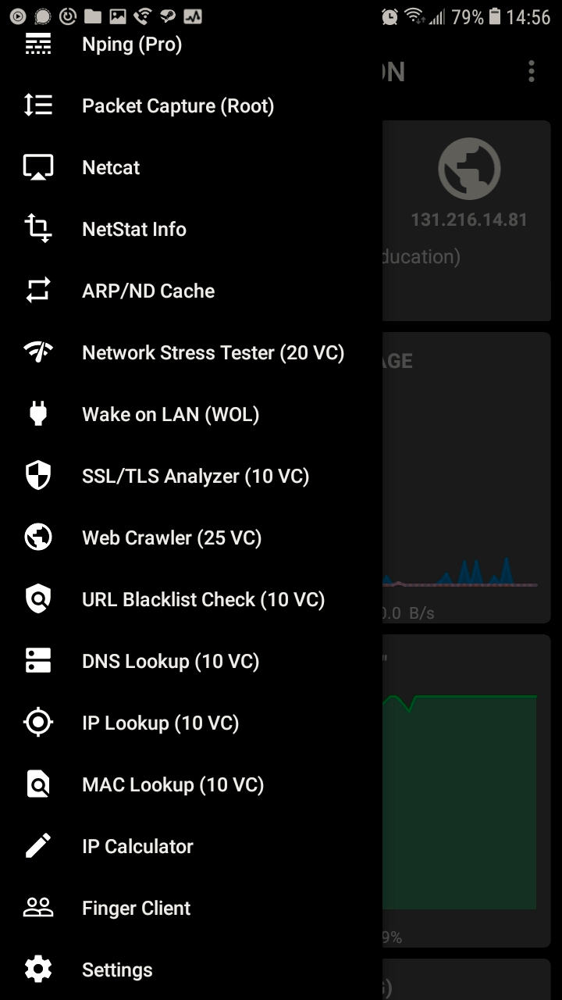 79% 14:56
Nping (Pro)
Packet Capture (Root)
Netcat
NetStat Info
ARP/ND Cache
Network Stress Tester (20 VC)
Wake on LAN (WOL)
SSL/TLS Analyzer (10 VC)
Web Crawler (25 VC)
URL Blacklist Check (10 VC)
DNS Lookup (10 VC)
IP Lookup (10 VC)
MAC Lookup (10 VC)
IP Calculator
Finger Client
Settings
ON
131.216.14.81
ducation)
AGE
0.0 B/s
"
9%
)